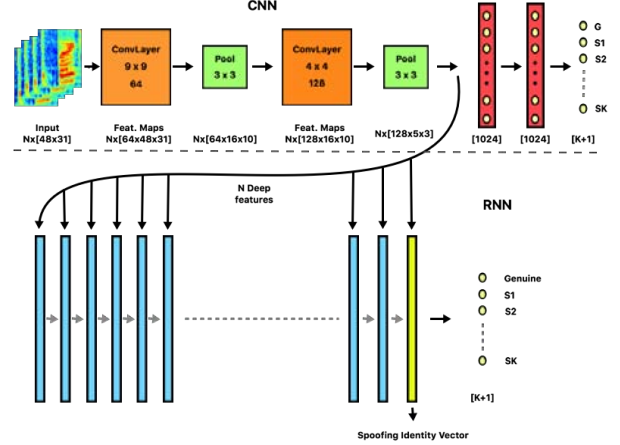 CNN
ConvLayer
9 x 9
64
Pool
3 x 3
ConvLayer
4 x 4
128
Pool
3 x 3
G
S1
S2
SK
Input
Nx[48x31]
Feat. Maps
Nx[64x48x31]
Nx[64x16x10]
Feat. Maps
Nx[128x16x10]
Nx[128x5x3]
[1024]
[1024]
[K+1]
N Deep
features
RNN
Genuine
S1
S2
SK
[K+1]
Spoofing Identity Vector